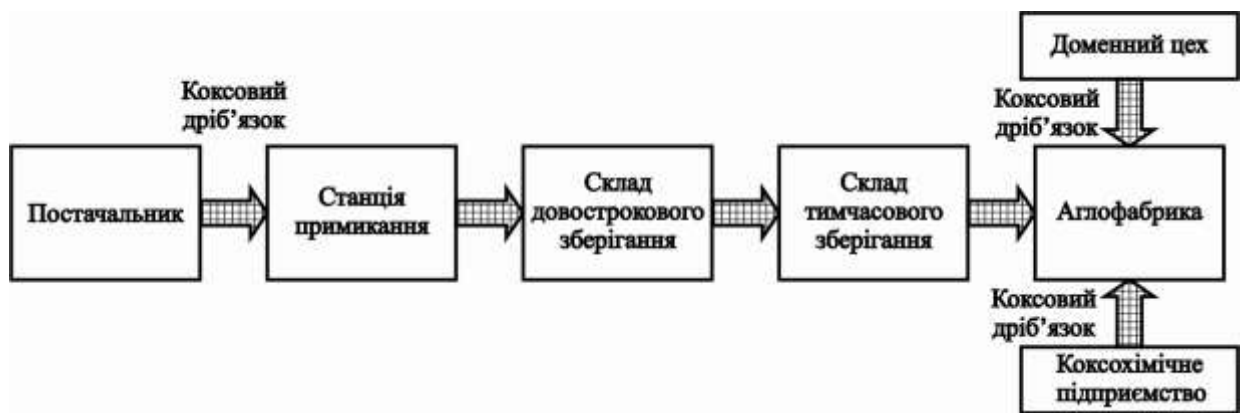 Доменний цех
Коксовий
дріб’язок
Коксовий
дріб’язок
Постачальник
Станція
примикання
Склад
довострокового
зберігання
Склад
тимчасового
зберігання
Аглофабрика
Коксовий
дріб’язок
Коксохімічне
підприємство